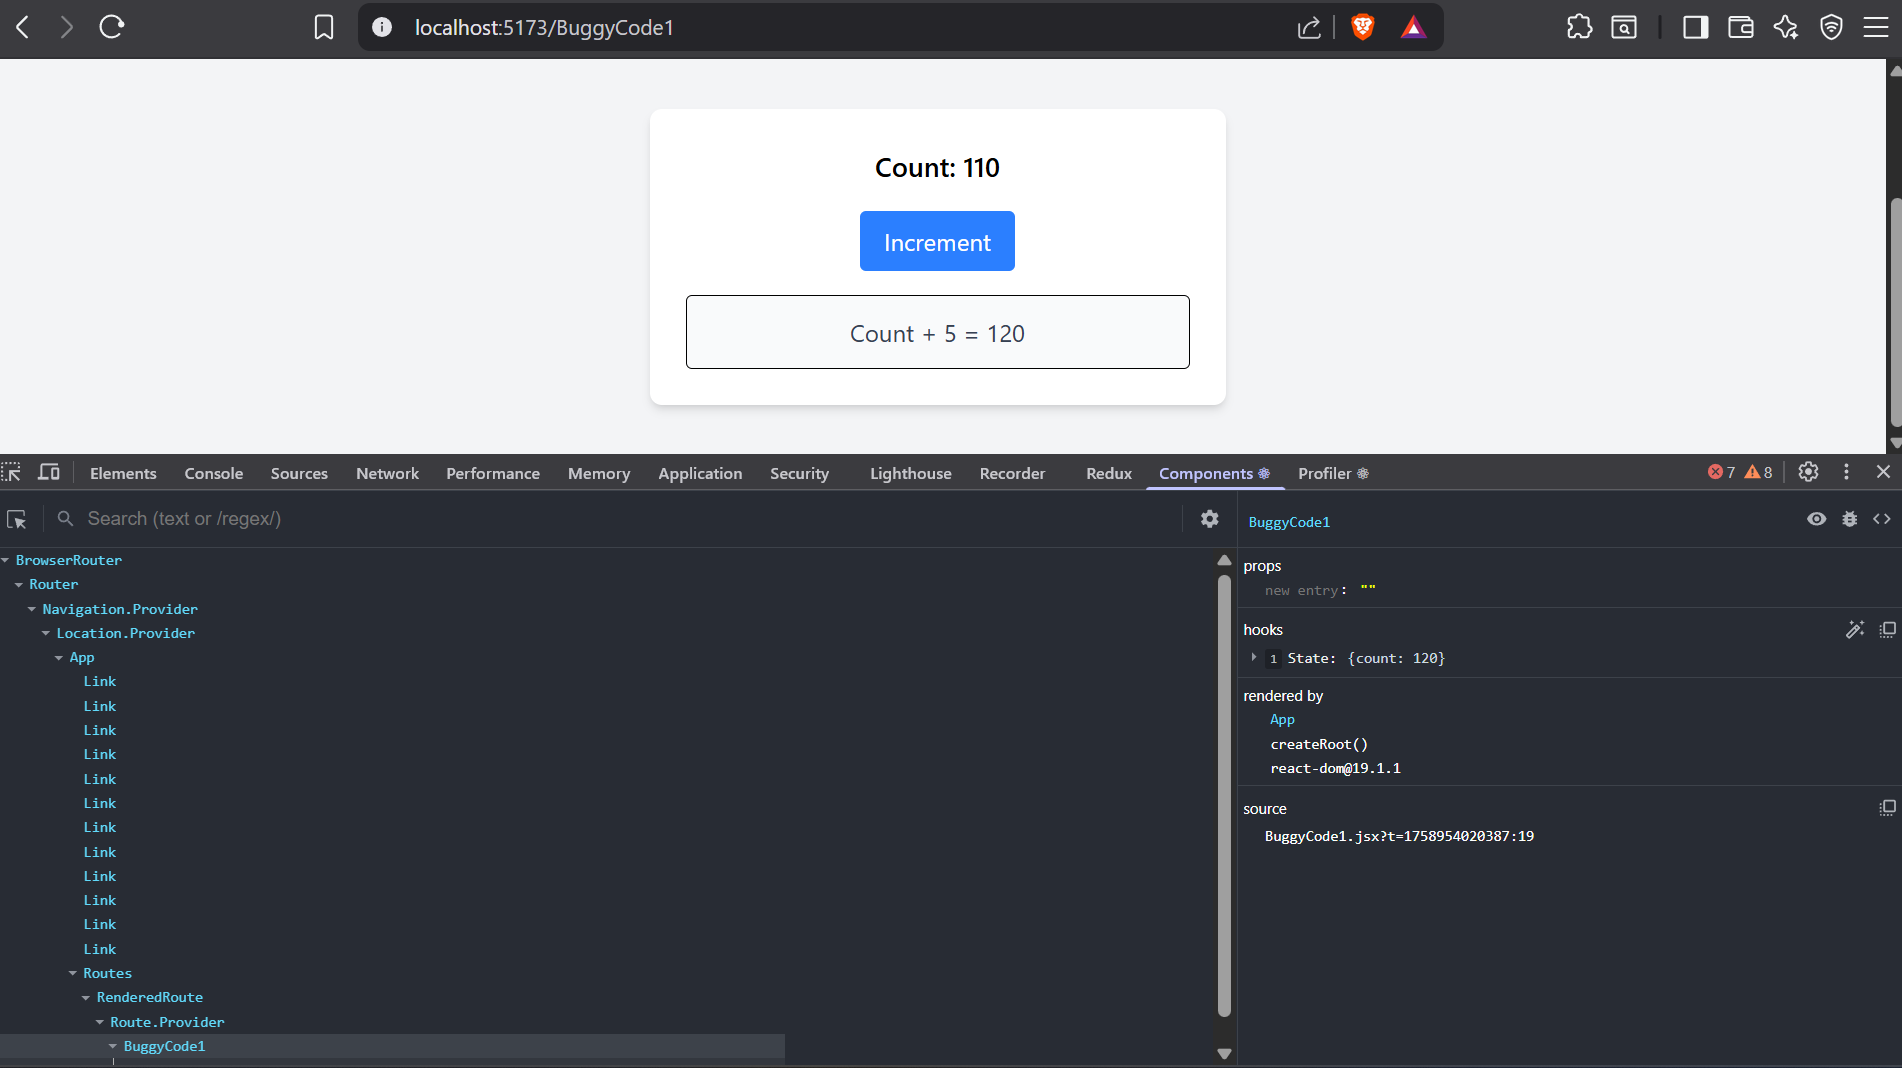 localhost:5173/BuggyCode1
Count: 110
Increment
Count + 5 = 120
Elements Console Sources Network Performance Memory Application Security Lighthouse Recorder Redux Components Profiler 7 8
Search (text or /regex/)
BrowserRouter
Router
Navigation.Provider
Location.Provider
App
Link
Link
Link
Link
Link
Link
Link
Link
Link
Link
Link
Link
Routes
RenderedRoute
Route.Provider
BuggyCode1
BuggyCode1
props
new entry: ""
hooks
1 State: {count: 120}
rendered by
App
createRoot()
react-dom@19.1.1
source
BuggyCode1.jsx?t=1758954020387:19